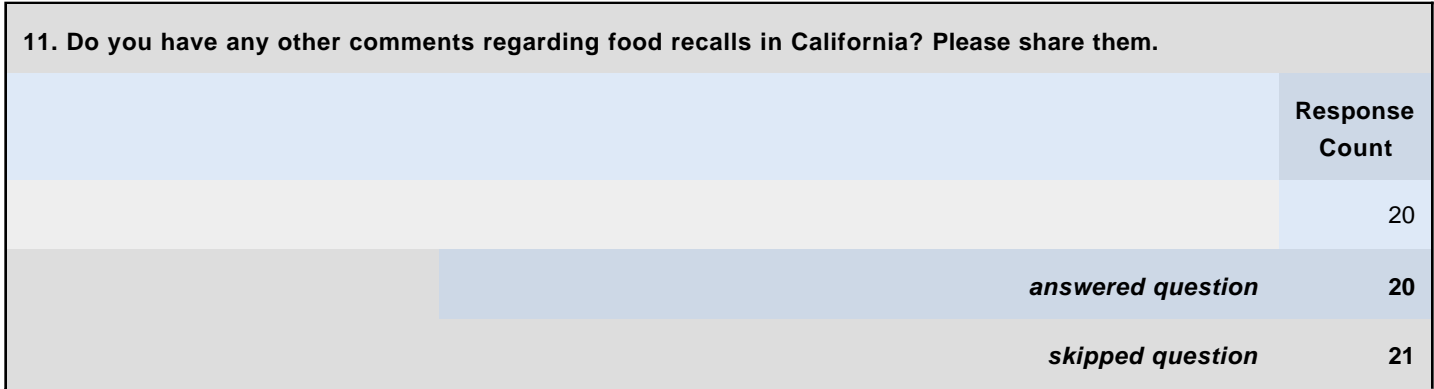 11. Do you have any other comments regarding food recalls in California? Please share them.
Response
Count
20
answered question 20
skipped question 21